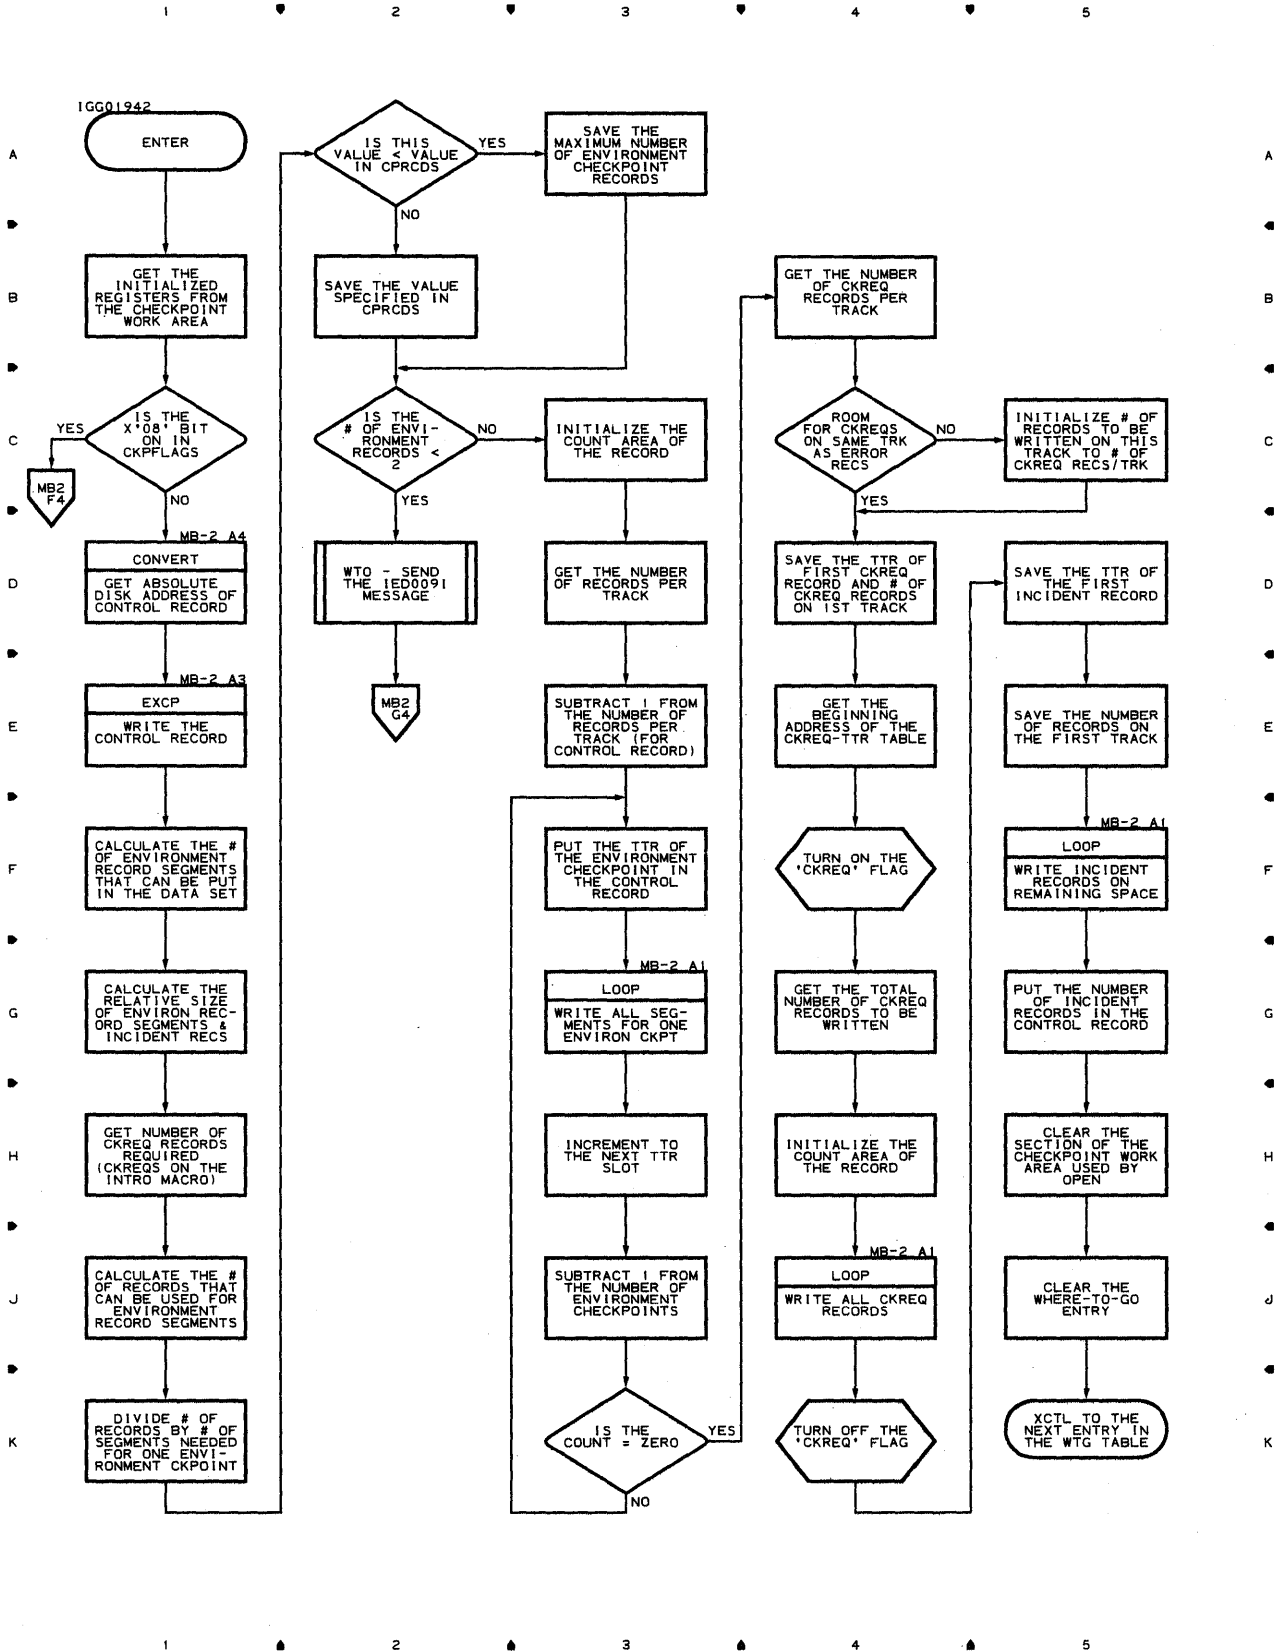 1 2 3 4 5
IGG01942
ENTER
A
GET THE
INITIALIZED
REGISTERS FROM
THE CHECKPOINT
WORK AREA
B
IS THE
X'08' BIT
ON IN
CKPFLAGS
YES
NO
C
MB2
F4
MB-2 A4
CONVERT
GET ABSOLUTE
DISK ADDRESS OF
CONTROL RECORD
D
MB-2 A3
EXCP
WRITE THE
CONTROL RECORD
E
CALCULATE THE #
OF ENVIRONMENT
RECORD SEGMENTS
THAT CAN BE PUT
IN THE DATA SET
F
CALCULATE THE
RELATIVE SIZE
OF ENVIRON REC-
ORD SEGMENTS &
INCIDENT RECS
G
GET NUMBER OF
CKREQ RECORDS
REQUIRED
(CKREQS ON THE
INTRO MACRO)
H
CALCULATE THE #
OF RECORDS THAT
CAN BE USED FOR
ENVIRONMENT
RECORD SEGMENTS
J
DIVIDE # OF
RECORDS BY # OF
SEGMENTS NEEDED
FOR ONE ENVI-
RONMENT CKPOINT
K
IS THIS
VALUE < VALUE
IN CPRCDS
YES
NO
SAVE THE VALUE
SPECIFIED IN
CPRCDS
IS THE
# OF ENVI-
RONMENT
RECORDS <
2
NO
YES
WTO - SEND
THE IED009I
MESSAGE
MB2
G4
SAVE THE
MAXIMUM NUMBER
OF ENVIRONMENT
CHECKPOINT
RECORDS
INITIALIZE THE
COUNT AREA OF
THE RECORD
GET THE NUMBER
OF RECORDS PER
TRACK
SUBTRACT 1 FROM
THE NUMBER OF
RECORDS PER
TRACK (FOR
CONTROL RECORD)
PUT THE TTR OF
THE ENVIRONMENT
CHECKPOINT IN
THE CONTROL
RECORD
MB-2 A1
LOOP
WRITE ALL SEG-
MENTS FOR ONE
ENVIRON CKPT
INCREMENT TO
THE NEXT TTR
SLOT
SUBTRACT 1 FROM
THE NUMBER OF
ENVIRONMENT
CHECKPOINTS
IS THE
COUNT = ZERO
YES
NO
GET THE NUMBER
OF CKREQ
RECORDS PER
TRACK
ROOM
FOR CKREQS
ON SAME TRK
AS ERROR
RECS
NO
YES
SAVE THE TTR OF
FIRST CKREQ
RECORD AND # OF
CKREQ RECORDS
ON 1ST TRACK
GET THE
BEGINNING
ADDRESS OF THE
CKREQ-TTR TABLE
TURN ON THE
'CKREQ' FLAG
GET THE TOTAL
NUMBER OF CKREQ
RECORDS TO BE
WRITTEN
INITIALIZE THE
COUNT AREA OF
THE RECORD
MB-2 A1
LOOP
WRITE ALL CKREQ
RECORDS
TURN OFF THE
'CKREQ' FLAG
INITIALIZE # OF
RECORDS TO BE
WRITTEN ON THIS
TRACK TO # OF
CKREQ RECS/TRK
SAVE THE TTR OF
THE FIRST
INCIDENT RECORD
SAVE THE NUMBER
OF RECORDS ON
THE FIRST TRACK
MB-2 A1
LOOP
WRITE INCIDENT
RECORDS ON
REMAINING SPACE
PUT THE NUMBER
OF INCIDENT
RECORDS IN THE
CONTROL RECORD
CLEAR THE
SECTION OF THE
CHECKPOINT WORK
AREA USED BY
OPEN
CLEAR THE
WHERE-TO-GO
ENTRY
XCTL TO THE
NEXT ENTRY IN
THE WTG TABLE
A
B
C
D
E
F
G
H
J
K
1 2 3 4 5